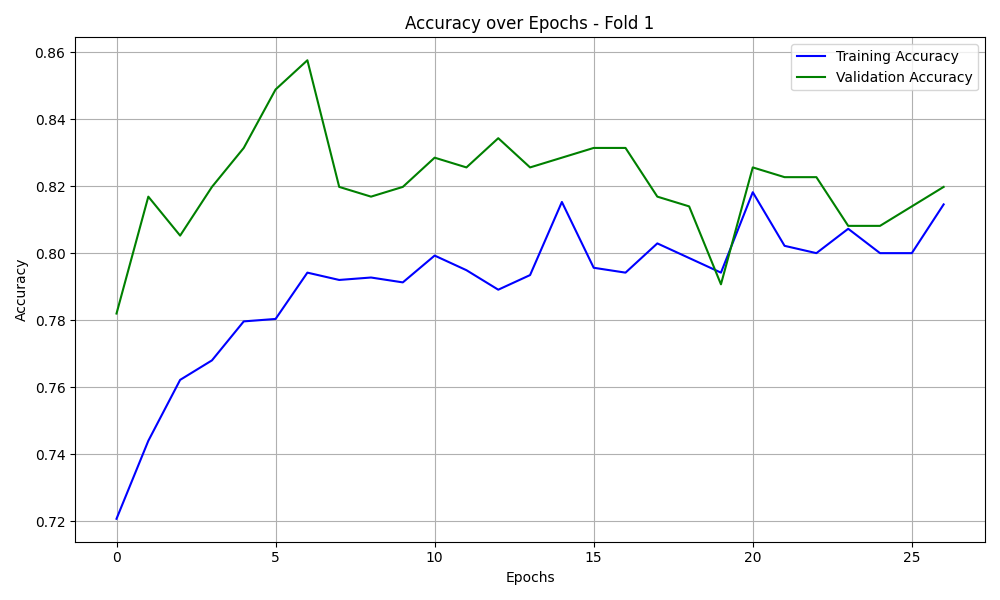 Accuracy over Epochs - Fold 1
Training Accuracy
Validation Accuracy
Accuracy
0.86
0.84
0.82
0.80
0.78
0.76
0.74
0.72
0 5 10 15 20 25
Epochs